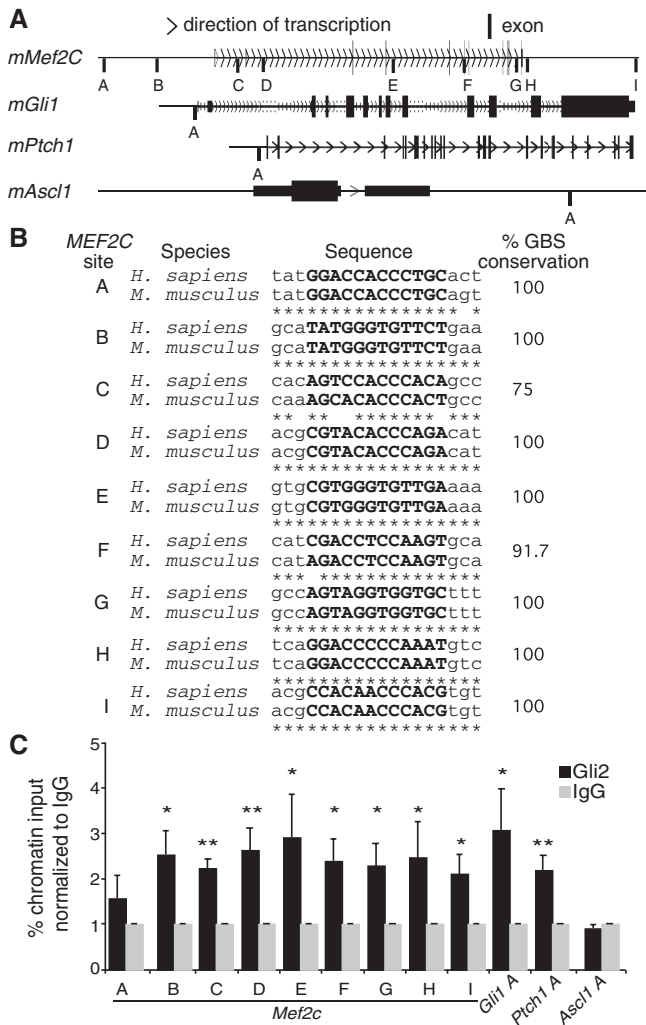 A
> direction of transcription
exon
mMef2C
A B C D E F G H I
mGli1
A
mPtch1
A
mAscl1
A
B
MEF2C site Species Sequence % GBS conservation
A H. sapiens tatGGACCACCCTGCact 100
M. musculus tatGGACCACCCTGCagt
*************** *
B H. sapiens gcaTATGGGTGTTCTgaa 100
M. musculus gcaTATGGGTGTTCTgaa
******************
C H. sapiens cacAGTCCACCCACAgcc 75
M. musculus caaAGCACACCCACTgcc
** ** ******* ***
D H. sapiens acgCGTACACCCAGAcat 100
M. musculus acgCGTACACCCAGAcat
******************
E H. sapiens gtgCGTGGGTGTTGAaaa 100
M. musculus gtgCGTGGGTGTTGAaaa
******************
F H. sapiens catCGACCTCCAAGTgca 91.7
M. musculus catAGACCTCCAAGTgca
*** **************
G H. sapiens gccAGTAGGTGGTGCttt 100
M. musculus gccAGTAGGTGGTGCttt
******************
H H. sapiens tcaGGACCCCCAAATgtc 100
M. musculus tcaGGACCCCCAAATgtc
******************
I H. sapiens acgCCACAACCCACGtgt 100
M. musculus acgCCACAACCCACGtgt
******************
C
% chromatin input normalized to IgG
5
4
3
2
1
0
* ** ** * * * * * * **
Gli2
IgG
A B C D E F G H I Gli1 A Ptch1 A Ascl1 A
Mef2c